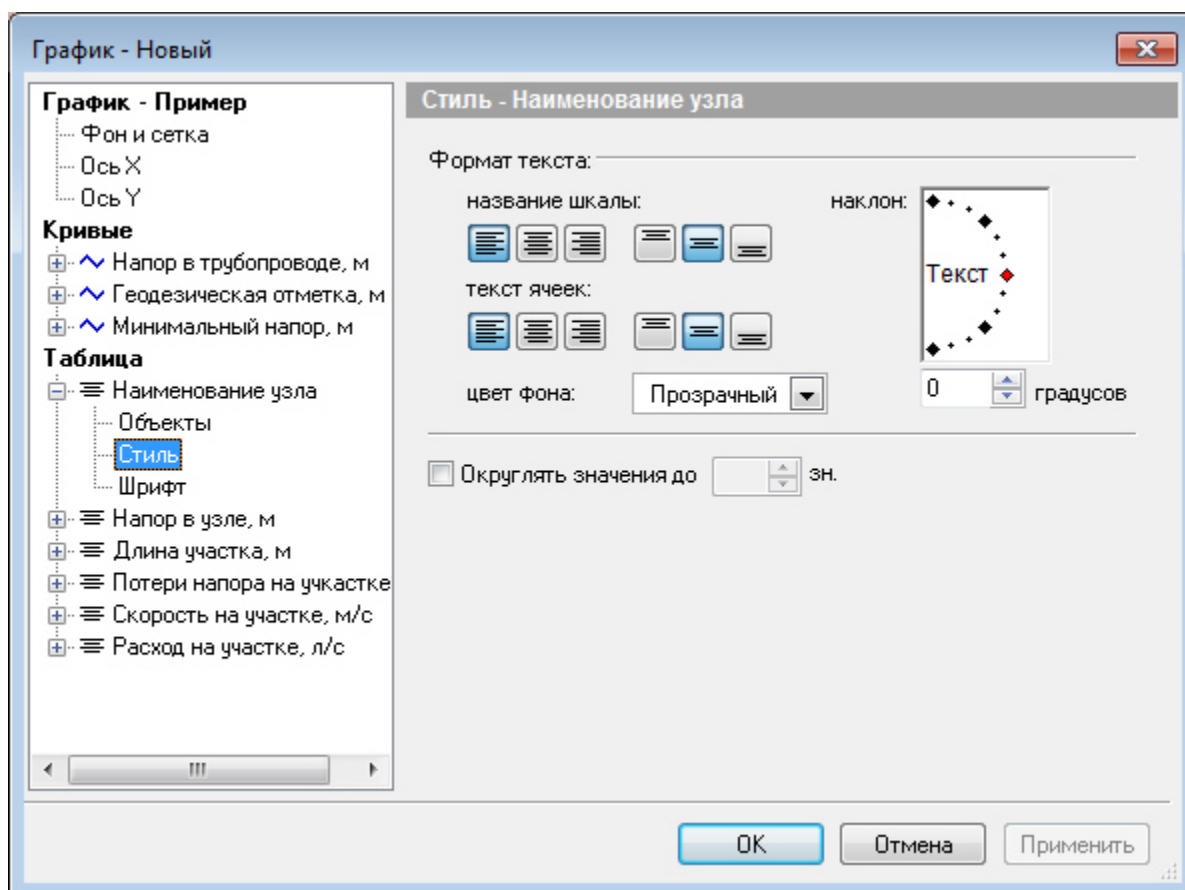 График - Новый
График - Пример
Фон и сетка
Ось X
Ось Y
Кривые
Напор в трубопроводе, м
Геодезическая отметка, м
Минимальный напор, м
Таблица
Наименование узла
Объекты
Стиль
Шрифт
Напор в узле, м
Длина участка, м
Потери напора на учкастке
Скорость на участке, м/с
Расход на участке, л/с
Стиль - Наименование узла
Формат текста:
название шкалы:
наклон:
Текст
текст ячеек:
цвет фона:
Прозрачный
0
градусов
Округлять значения до
зн.
OK
Отмена
Применить